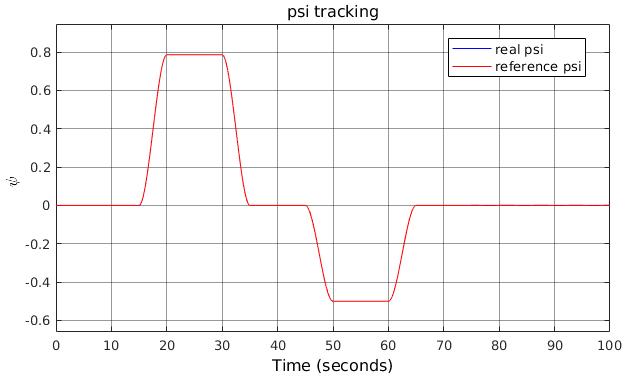 psi tracking
real psi
reference psi
0.8
0.6
0.4
0.2
0
-0.2
-0.4
-0.6
ψ
0 10 20 30 40 50 60 70 80 90 100
Time (seconds)